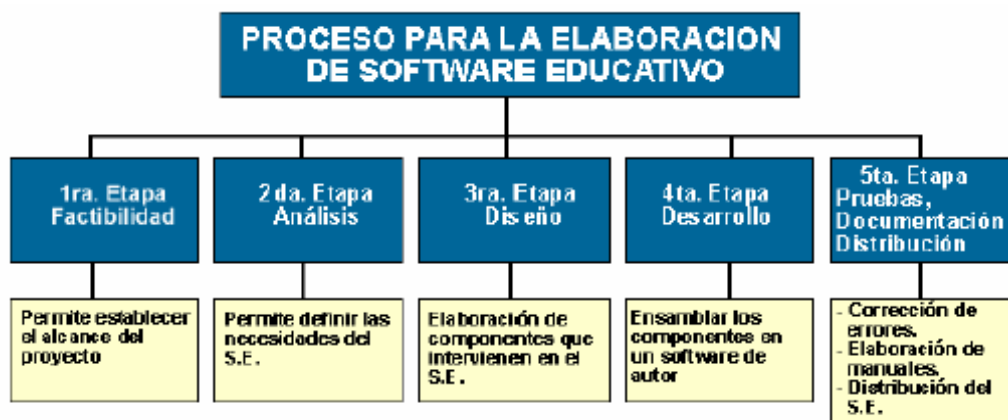 PROCESO PARA LA ELABORACION
DE SOFTWARE EDUCATIVO
1ra. Etapa
Factibilidad
2da. Etapa
Análisis
3ra. Etapa
Diseño
4ta. Etapa
Desarrollo
5ta. Etapa
Pruebas,
Documentación
Distribución
Permite establecer
el alcance del
proyecto
Permite definir las
necesidades del
S.E.
Elaboración de
componentes que
intervienen en el
S.E.
Ensamblar los
componentes en
un software de
autor
- Corrección de
errores.
- Elaboración de
manuales.
- Distribución del
S.E.